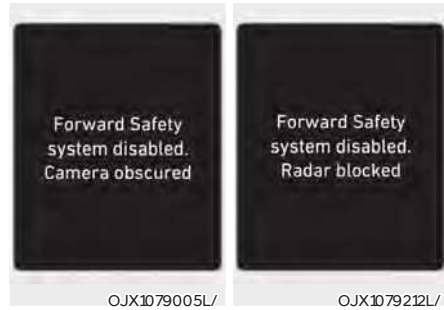 Forward Safety
system disabled.
Camera obscured
Forward Safety
system disabled.
Radar blocked
OJX1079005L/
OJX1079212L/